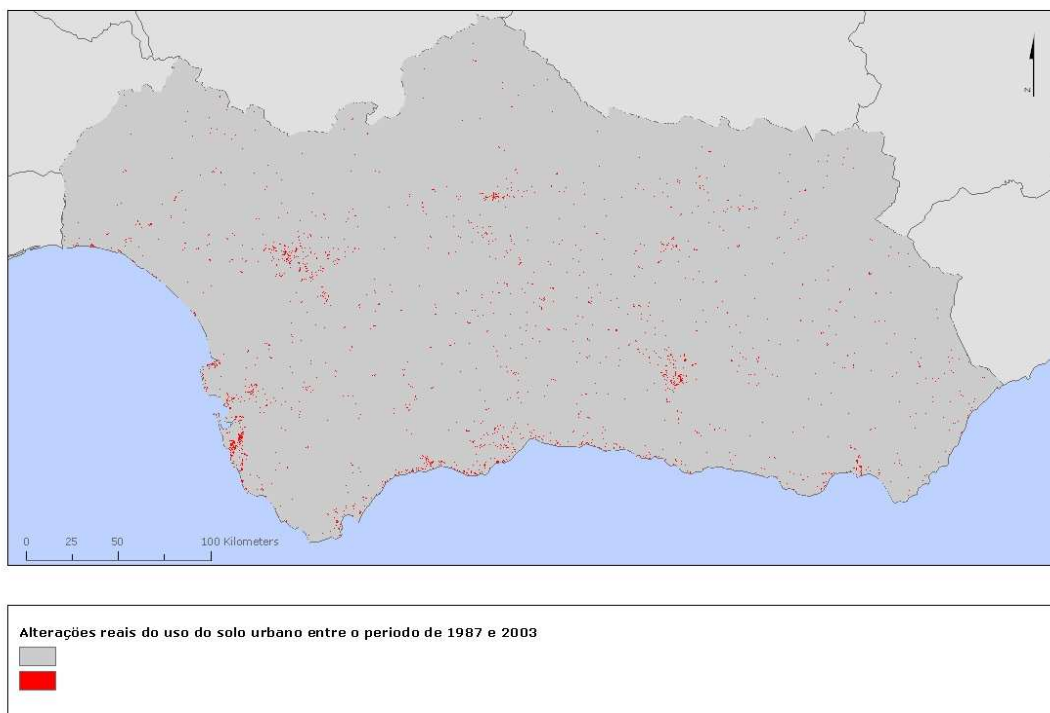 N
0 25 50 100 Kilometers
Alterações reais do uso do solo urbano entre o periodo de 1987 e 2003